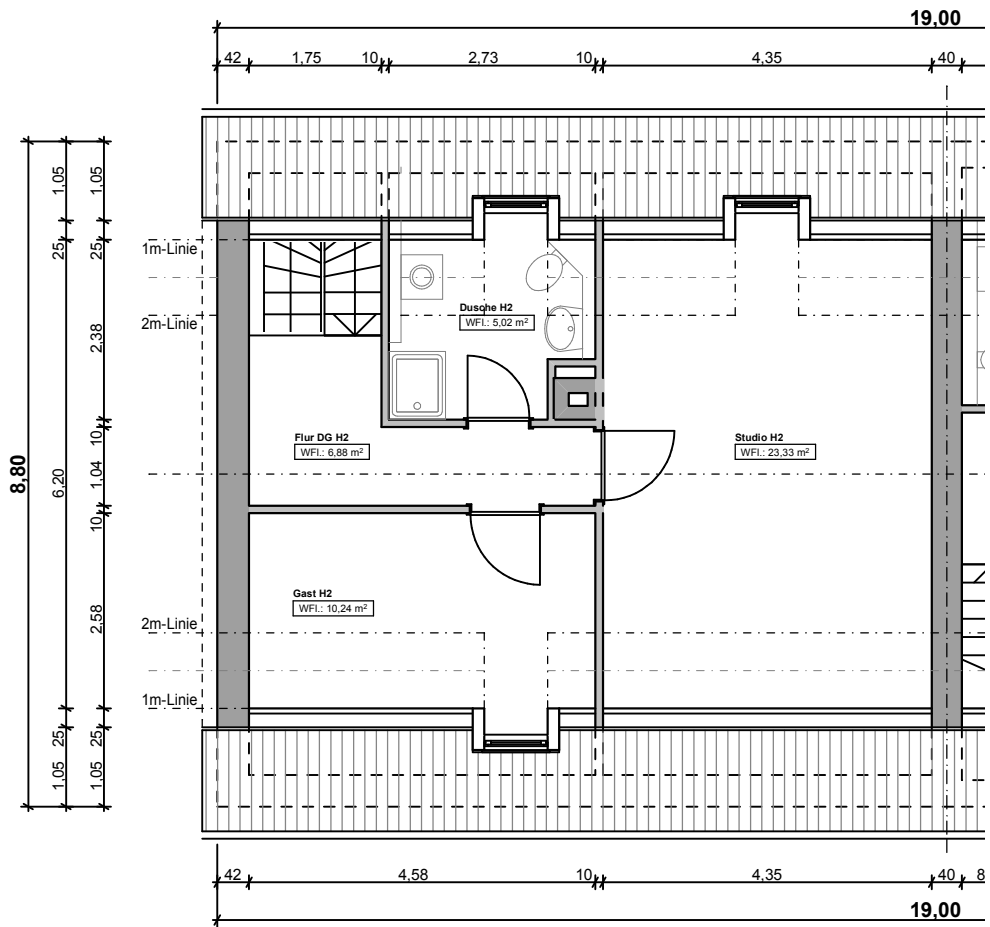 19,00
42 1,75 10 2,73 10 4,35 40
1,05 1,05
25 25
1m-Linie
Dusche H2
WFl.: 5,02 m²
2m-Linie
2,38
10
Flur DG H2
WFl.: 6,88 m²
Studio H2
WFl.: 23,33 m²
8,80
6,20
1,04
10
Gast H2
WFl.: 10,24 m²
2,58
2m-Linie
1m-Linie
25 25
1,05 1,05
42 4,58 10 4,35 40 8
19,00